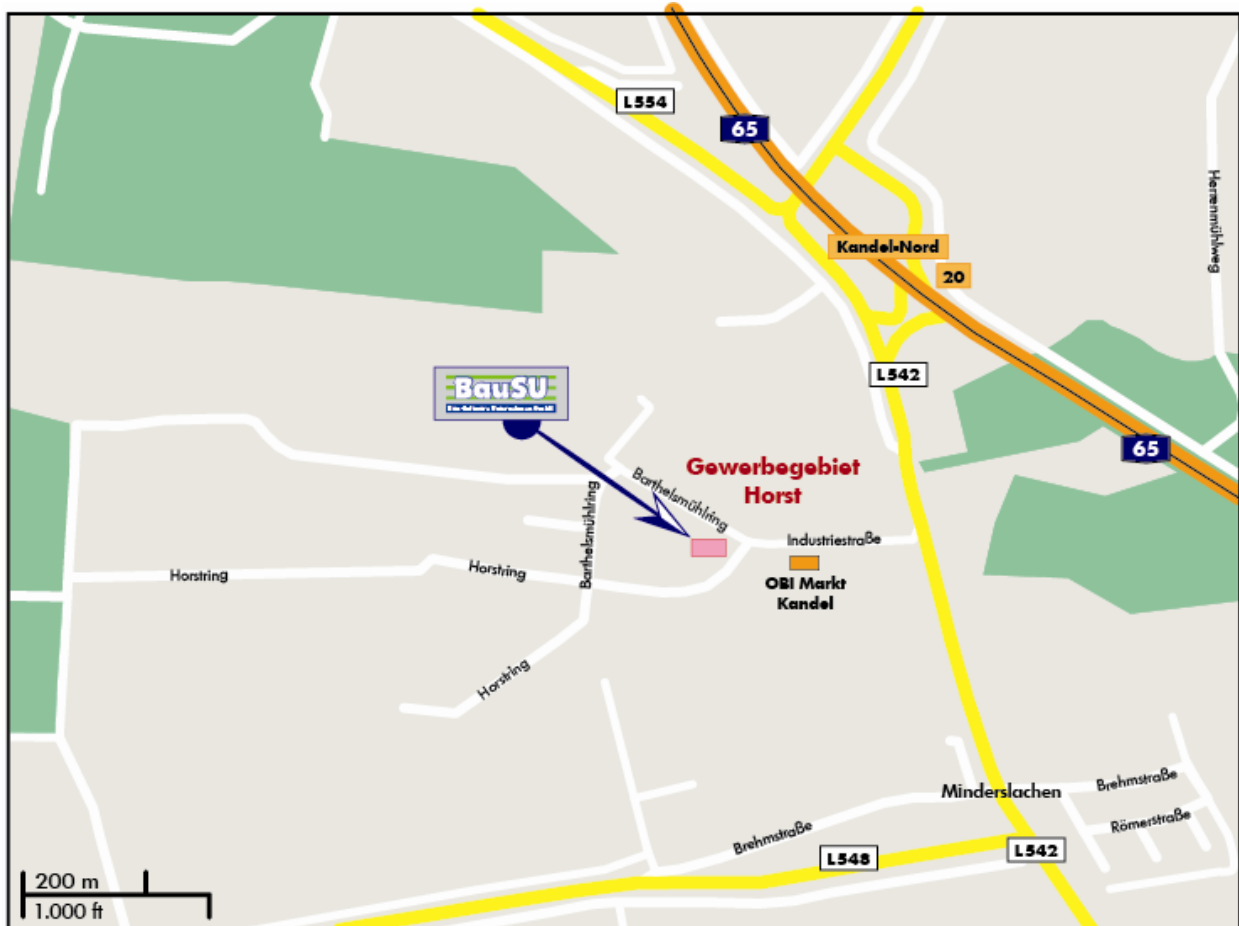 L554
65
Kandel-Nord
20
Herrenmühlweg
L542
BauSU
65
Gewerbegebiet
Horst
Barthelsmühlring
Barthelsmühlring
Industriestraße
OBI Markt
Kandel
Horstring
Horstring
Horstring
Minderslachen
Brehmstraße
Römerstraße
Brehmstraße
L548
L542
200 m
1.000 ft